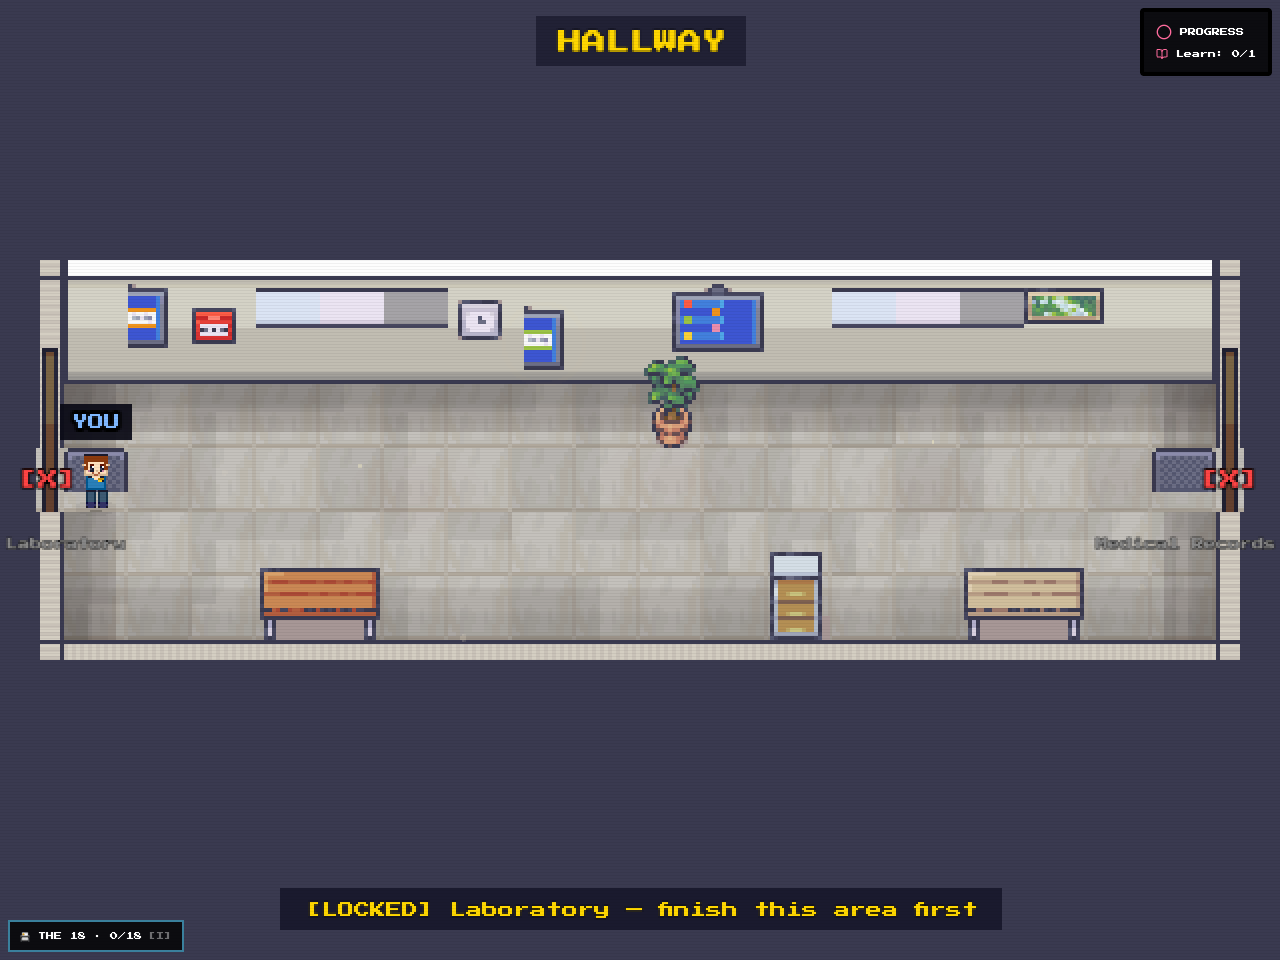 HALLWAY
PROGRESS
Learn: 0/1
YOU
[X]
[X]
Laboratory
Medical Records
[LOCKED] Laboratory — finish this area first
THE 18 · 0/18 [I]